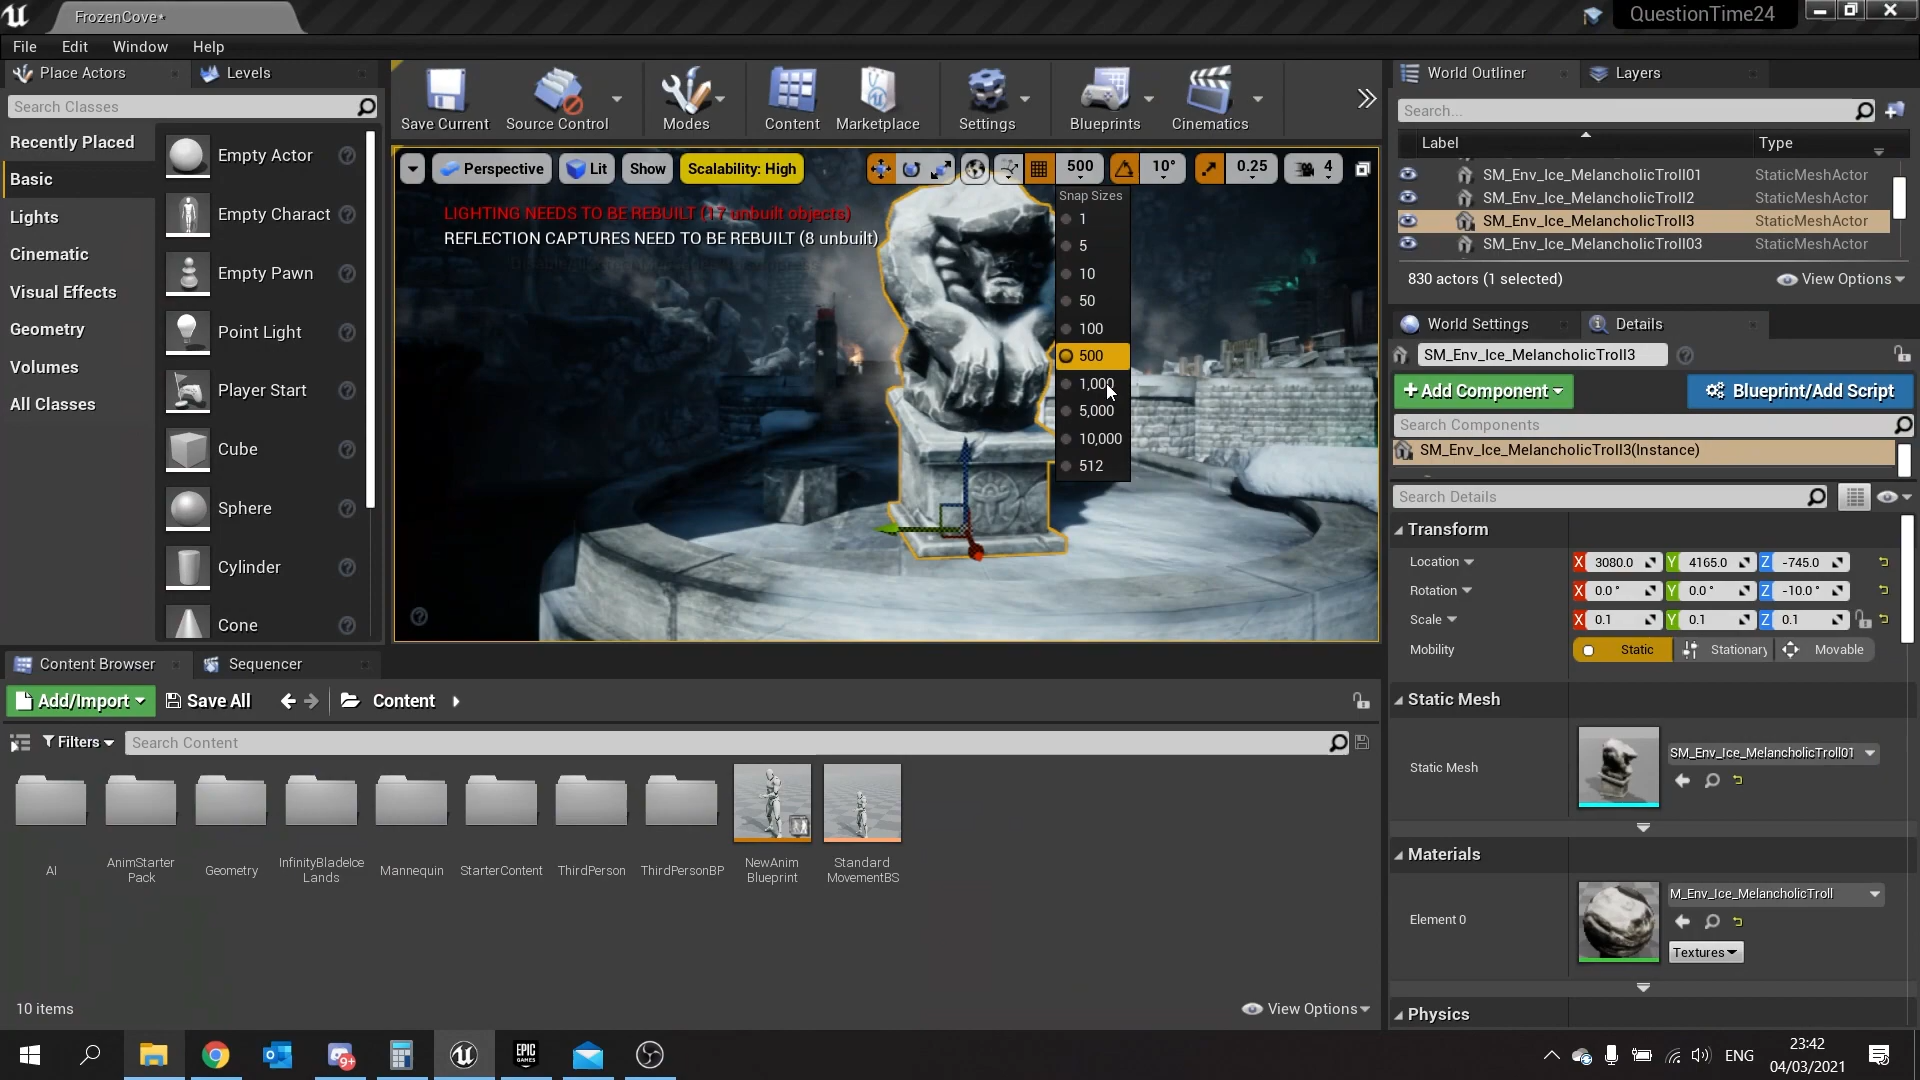 FrozenCove*
QuestionTime24
File Edit Window Help
Place Actors
Levels
Search Classes
Recently Placed
Basic
Lights
Cinematic
Visual Effects
Geometry
Volumes
All Classes
Empty Actor
Empty Charact
Empty Pawn
Point Light
Player Start
Cube
Sphere
Cylinder
Cone
Save Current
Source Control
Modes
Content
Marketplace
Settings
Blueprints
Cinematics
Perspective
Lit
Show
Scalability: High
500
10°
0.25
4
LIGHTING NEEDS TO BE REBUILT (17 unbuilt objects)
REFLECTION CAPTURES NEED TO BE REBUILT (8 unbuilt)
Snap Sizes
1
5
10
50
100
500
1,000
5,000
10,000
512
World Outliner
Layers
Search...
Label Type
SM_Env_Ice_MelancholicTroll01 StaticMeshActor
SM_Env_Ice_MelancholicTroll2 StaticMeshActor
SM_Env_Ice_MelancholicTroll3 StaticMeshActor
SM_Env_Ice_MelancholicTroll03 StaticMeshActor
830 actors (1 selected)
View Options
World Settings
Details
SM_Env_Ice_MelancholicTroll3
+Add Component
Blueprint/Add Script
Search Components
SM_Env_Ice_MelancholicTroll3(Instance)
Search Details
Transform
Location X 3080.0 Y 4165.0 Z -745.0
Rotation X 0.0 ° Y 0.0 ° Z -10.0 °
Scale X 0.1 Y 0.1 Z 0.1
Mobility Static Stationary Movable
Static Mesh
Static Mesh
SM_Env_Ice_MelancholicTroll01
Materials
Element 0
M_Env_Ice_MelancholicTroll
Textures
Physics
Content Browser
Sequencer
Add/Import
Save All
Content
Filters
Search Content
AI
AnimStarter
Pack
Geometry
InfinityBladeIce
Lands
Mannequin
StarterContent
ThirdPerson
ThirdPersonBP
NewAnim
Blueprint
Standard
MovementBS
10 items
View Options
EPIC
GAMES
9+
ENG
23:42
04/03/2021